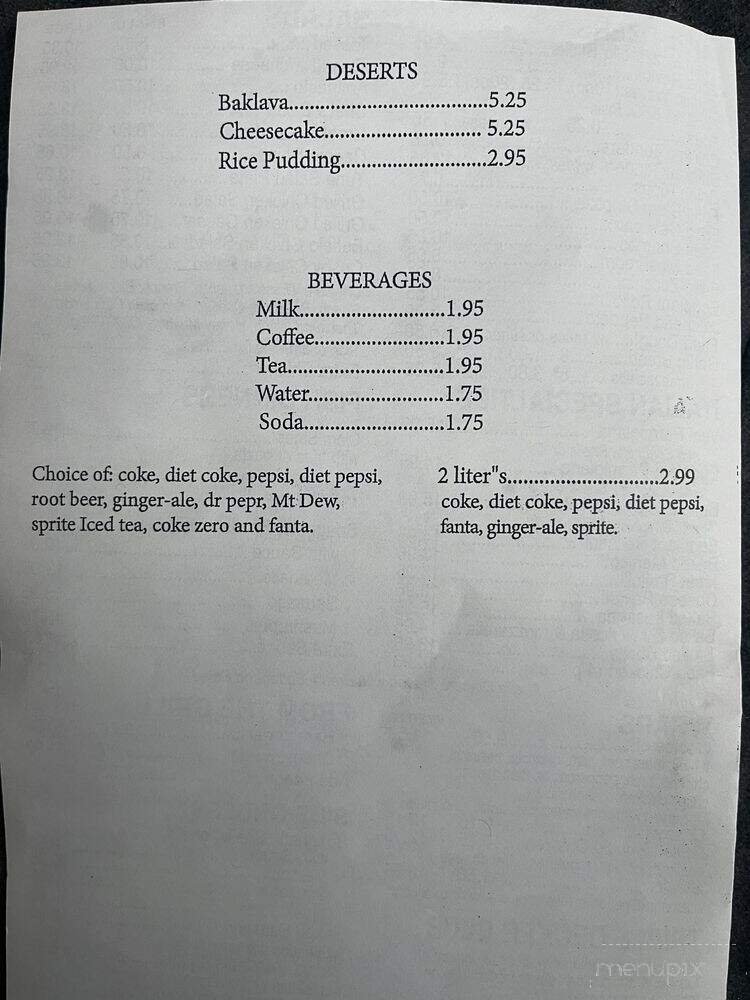 DESERTS
Baklava...................................5.25
Cheesecake............................ 5.25
Rice Pudding..........................2.95
BEVERAGES
Milk..........................1.95
Coffee.......................1.95
Tea............................1.95
Water........................1.75
Soda.........................1.75
Choice of: coke, diet coke, pepsi, diet pepsi,
root beer, ginger-ale, dr pepr, Mt Dew,
sprite Iced tea, coke zero and fanta.
2 liter"s............................2.99
coke, diet coke, pepsi, diet pepsi,
fanta, ginger-ale, sprite.
menupix